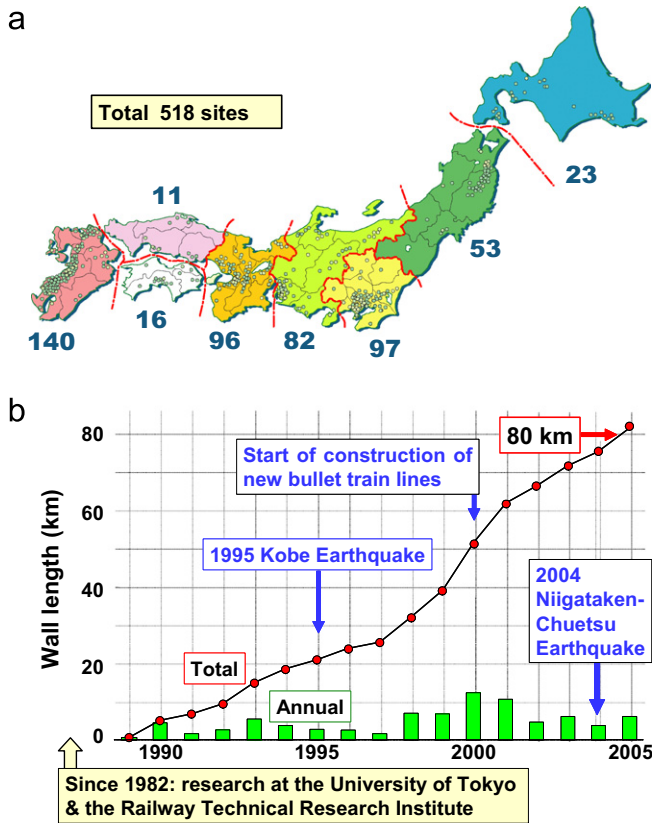 a
Total 518 sites
11
23
53
16
140
96
82
97
b
80
80 km
Start of construction of
new bullet train lines
60
Wall length (km)
1995 Kobe Earthquake
40
2004
Niigataken-
Chuetsu
Earthquake
20
Total
Annual
0
1990
1995
2000
2005
Since 1982: research at the University of Tokyo
& the Railway Technical Research Institute